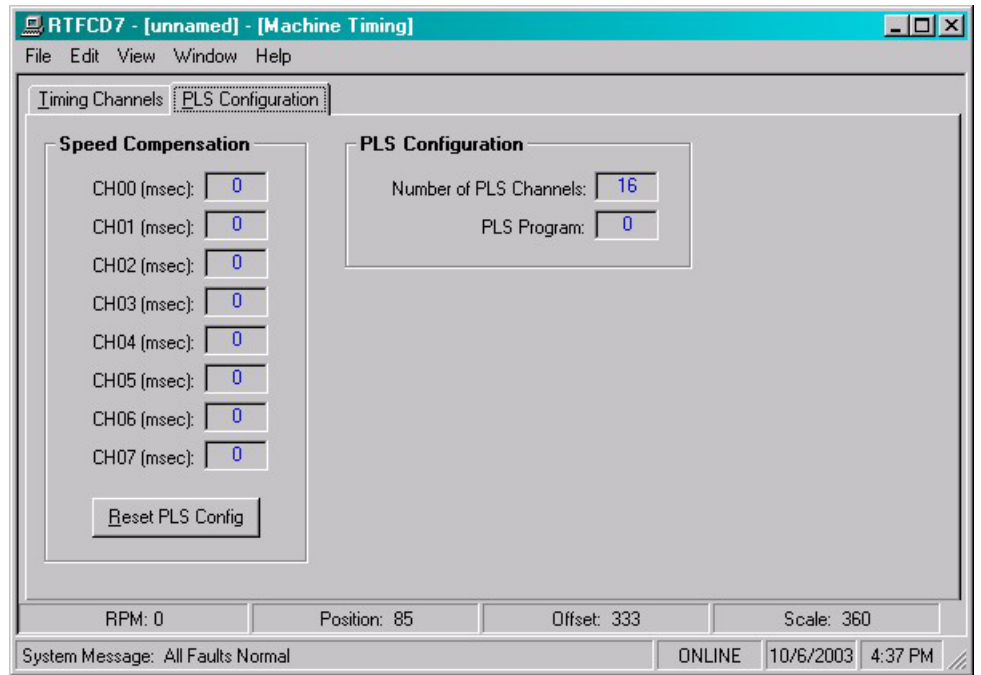 RTFCD7 - [unnamed] - [Machine Timing]
File Edit View Window Help
Timing Channels PLS Configuration
Speed Compensation
CH00 (msec): 0
CH01 (msec): 0
CH02 (msec): 0
CH03 (msec): 0
CH04 (msec): 0
CH05 (msec): 0
CH06 (msec): 0
CH07 (msec): 0
Reset PLS Config
PLS Configuration
Number of PLS Channels: 16
PLS Program: 0
RPM: 0 Position: 85 Offset: 333 Scale: 360
System Message: All Faults Normal ONLINE 10/6/2003 4:37 PM